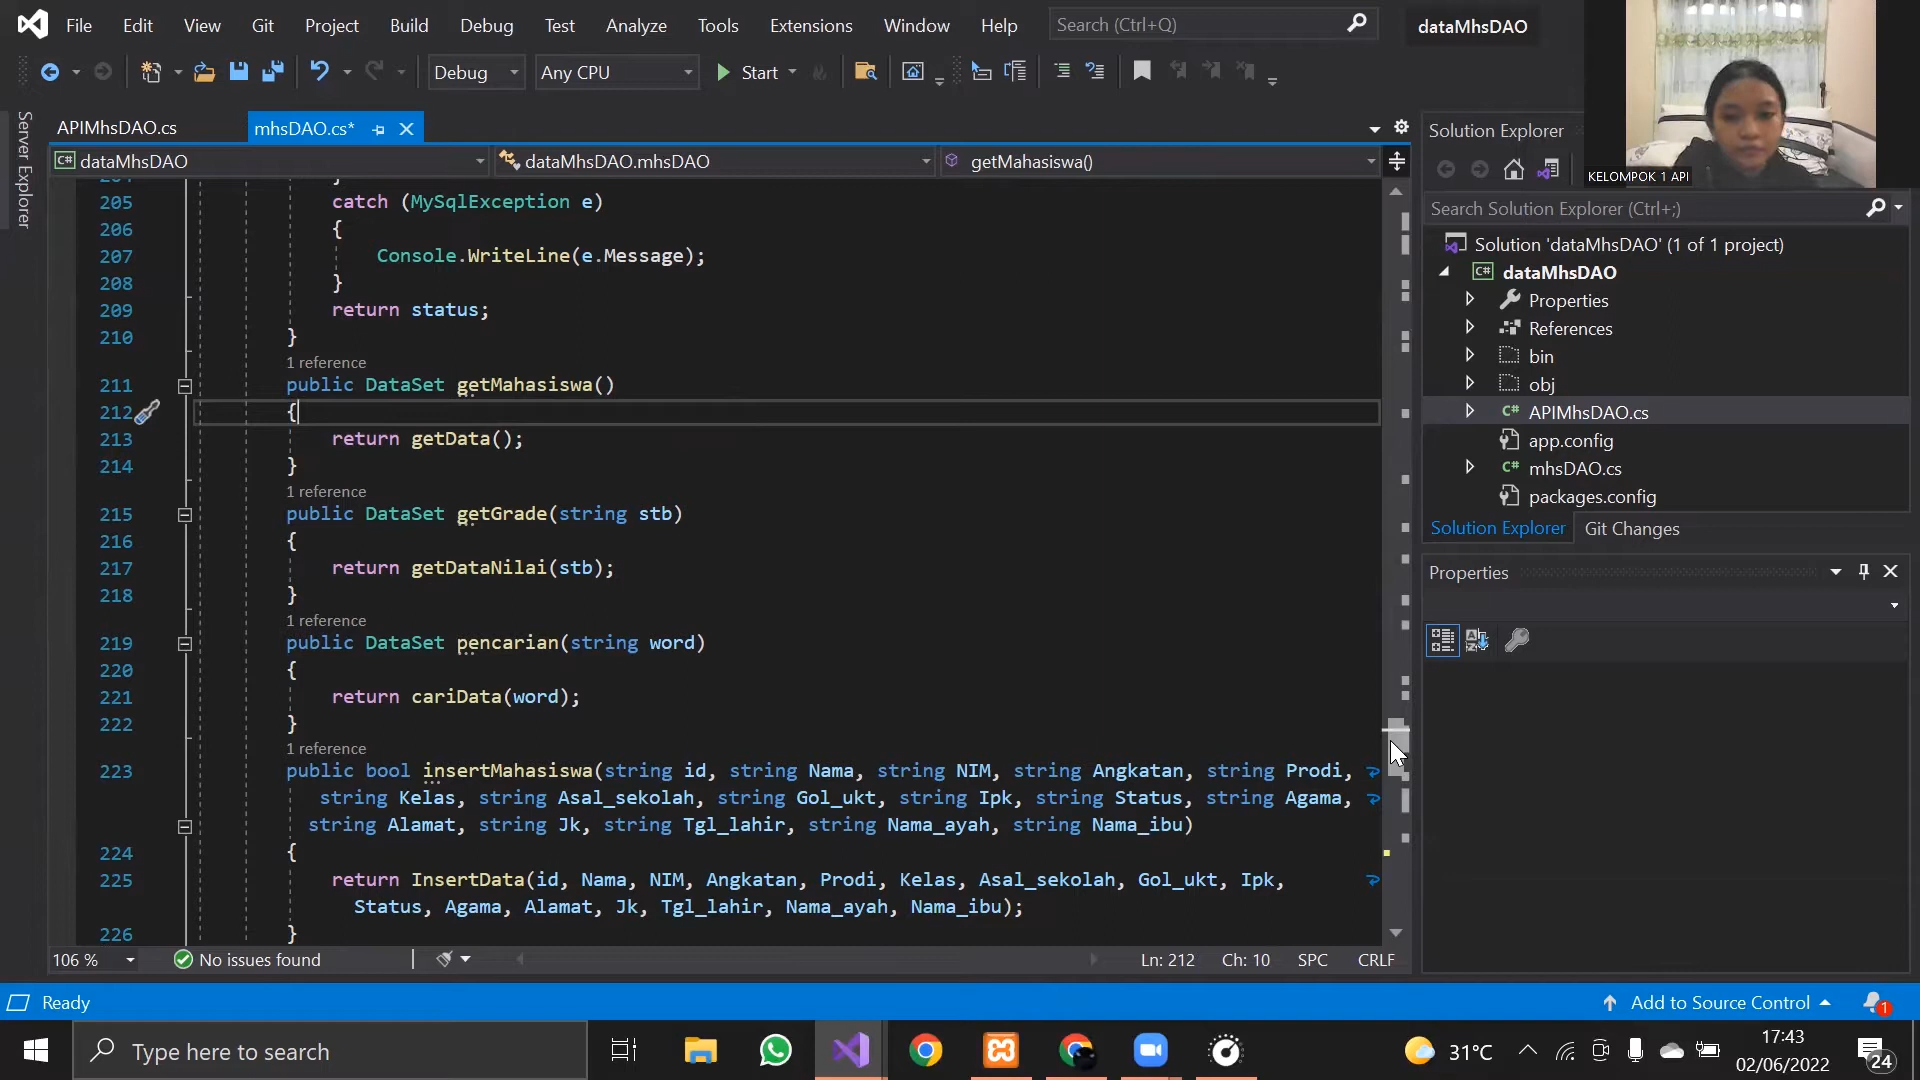 File Edit View Git Project Build Debug Test Analyze Tools Extensions Window Help Search (Ctrl+Q) dataMhsDAO
Debug Any CPU Start
Server Explorer
APIMhsDAO.cs mhsDAO.cs*
dataMhsDAO dataMhsDAO.mhsDAO getMahasiswa()
205 catch (MySqlException e)
206 {
207 Console.WriteLine(e.Message);
208 }
209 return status;
210 }
1 reference
211 public DataSet getMahasiswa()
212 {
213 return getData();
214 }
1 reference
215 public DataSet getGrade(string stb)
216 {
217 return getDataNilai(stb);
218 }
1 reference
219 public DataSet pencarian(string word)
220 {
221 return cariData(word);
222 }
1 reference
223 public bool insertMahasiswa(string id, string Nama, string NIM, string Angkatan, string Prodi,
string Kelas, string Asal_sekolah, string Gol_ukt, string Ipk, string Status, string Agama,
string Alamat, string Jk, string Tgl_lahir, string Nama_ayah, string Nama_ibu)
224 {
225 return InsertData(id, Nama, NIM, Angkatan, Prodi, Kelas, Asal_sekolah, Gol_ukt, Ipk,
Status, Agama, Alamat, Jk, Tgl_lahir, Nama_ayah, Nama_ibu);
226 }
106 % No issues found Ln: 212 Ch: 10 SPC CRLF
Solution Explorer
KELOMPOK 1 API
Search Solution Explorer (Ctrl+;)
Solution 'dataMhsDAO' (1 of 1 project)
dataMhsDAO
Properties
References
bin
obj
APIMhsDAO.cs
app.config
mhsDAO.cs
packages.config
Solution Explorer Git Changes
Properties
Ready Add to Source Control 1
Type here to search 31°C 17:43
02/06/2022 24